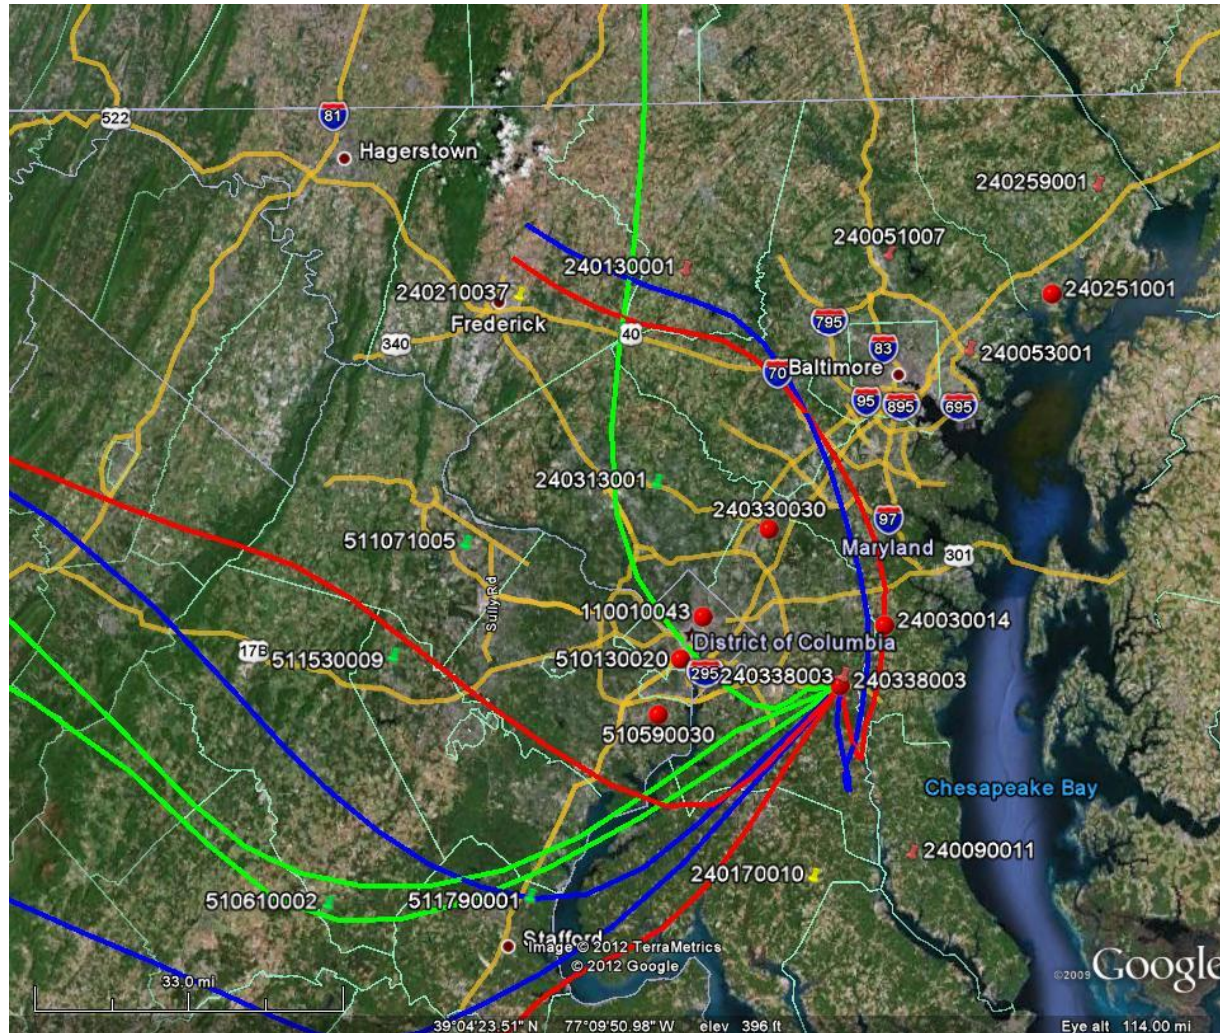 522
81
Hagerstown
240259001
240051007
240130001
240251001
240210037
Frederick
795
40
83
340
240053001
70
Baltimore
95
895
695
240313001
240330030
97
511071005
Maryland
301
Sully Rd
110010043
240030014
District of Columbia
17B
511530009
510130020
295
240338003
240338003
510590030
Chesapeake Bay
240090011
240170010
510610002
511790001
Stafford
Image © 2012 TerraMetrics
© 2012 Google
©2009 Google
33.0 mi
39°04'23.51" N 77°09'50.98" W elev 396 ft Eye alt 114.00 mi